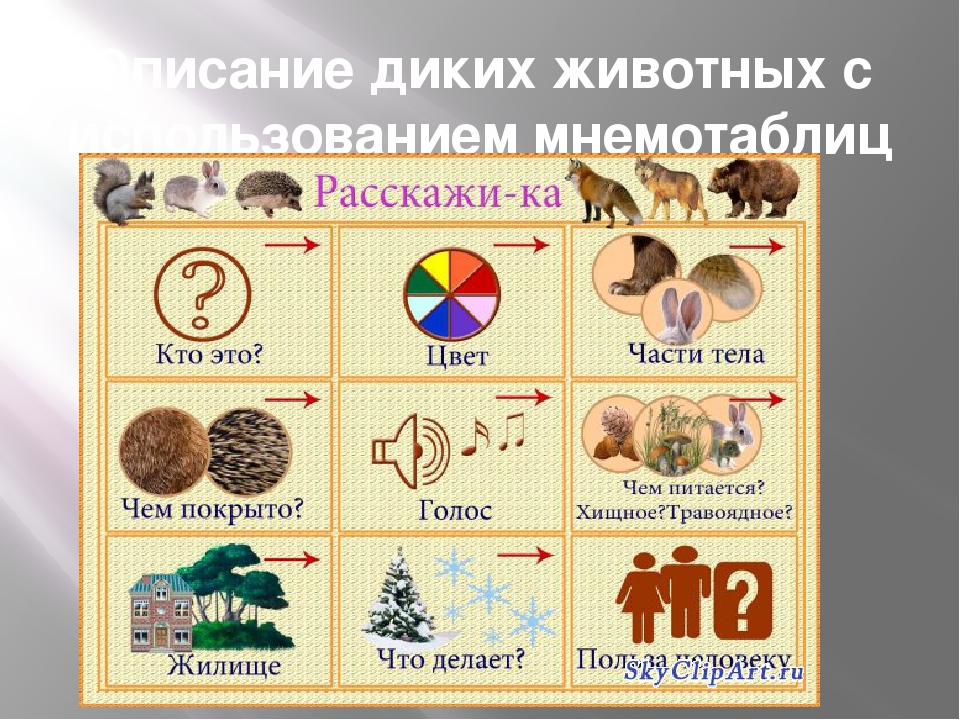 Описание диких животных с
использованием мнемотаблиц
Расскажи-ка
Кто это?
Цвет
Части тела
Чем покрыто?
Голос
Чем питается?
Хищное?Травоядное?
Жилище
Что делает?
Польза человеку
SkyClipArt.ru